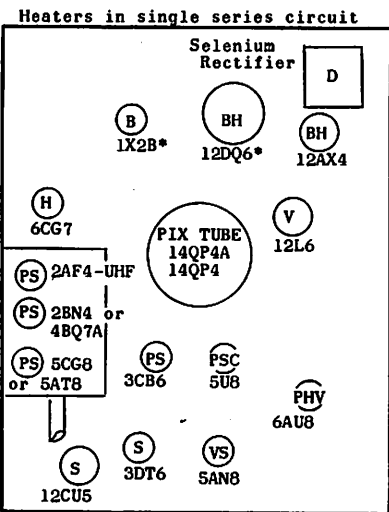 Heaters in single series circuit
Selenium
Rectifier
D
B
1X2B*
BH
12DQ6*
BH
12AX4
H
6CG7
V
12L6
PIX TUBE
14QP4A
14QP4
PS 2AF4-UHF
PS 2BN4 or
4BQ7A
PS 5CG8
or 5AT8
PS
3CB6
PSC
5U8
PHV
6AU8
S
12CU5
S
3DT6
VS
5AN8